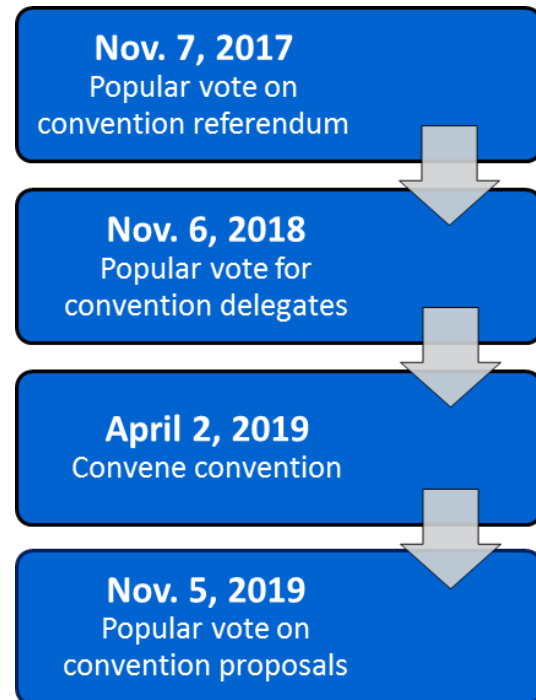 Nov. 7, 2017
Popular vote on
convention referendum
Nov. 6, 2018
Popular vote for
convention delegates
April 2, 2019
Convene convention
Nov. 5, 2019
Popular vote on
convention proposals